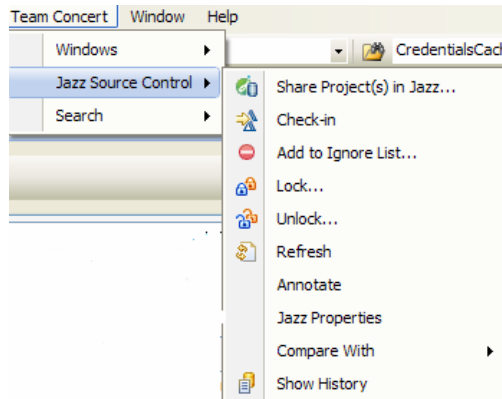 Team Concert Window Help
Windows
CredentialsCach
Jazz Source Control
Share Project(s) in Jazz...
Search
Check-in
Add to Ignore List...
Lock...
Unlock...
Refresh
Annotate
Jazz Properties
Compare With
Show History